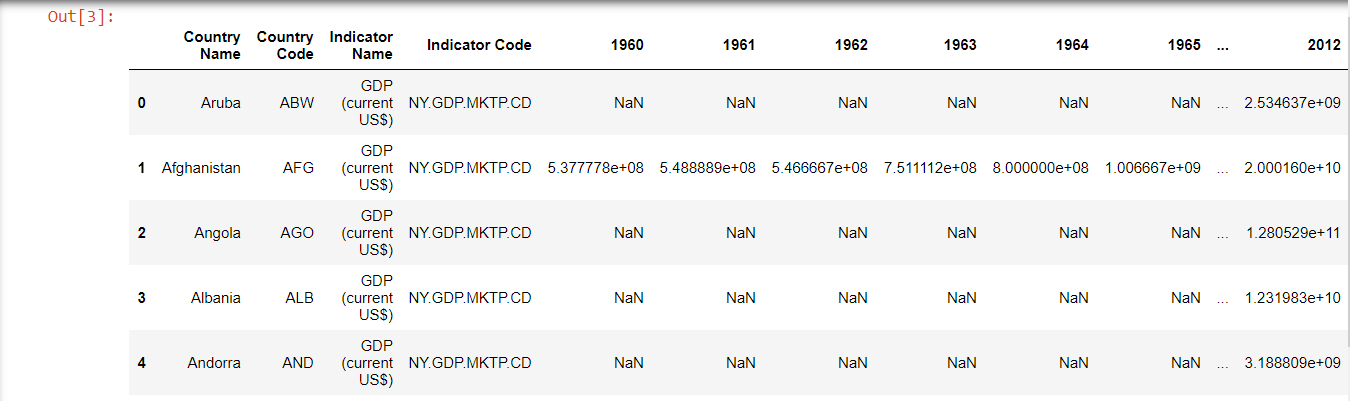 Out[3]:
Country Name Country Code Indicator Name Indicator Code 1960 1961 1962 1963 1964 1965 ... 2012
0 Aruba ABW GDP (current US$) NY.GDP.MKTP.CD NaN NaN NaN NaN NaN NaN ... 2.534637e+09
1 Afghanistan AFG GDP (current US$) NY.GDP.MKTP.CD 5.377778e+08 5.488889e+08 5.466667e+08 7.511112e+08 8.000000e+08 1.006667e+09 ... 2.000160e+10
2 Angola AGO GDP (current US$) NY.GDP.MKTP.CD NaN NaN NaN NaN NaN NaN ... 1.280529e+11
3 Albania ALB GDP (current US$) NY.GDP.MKTP.CD NaN NaN NaN NaN NaN NaN ... 1.231983e+10
4 Andorra AND GDP (current US$) NY.GDP.MKTP.CD NaN NaN NaN NaN NaN NaN ... 3.188809e+09